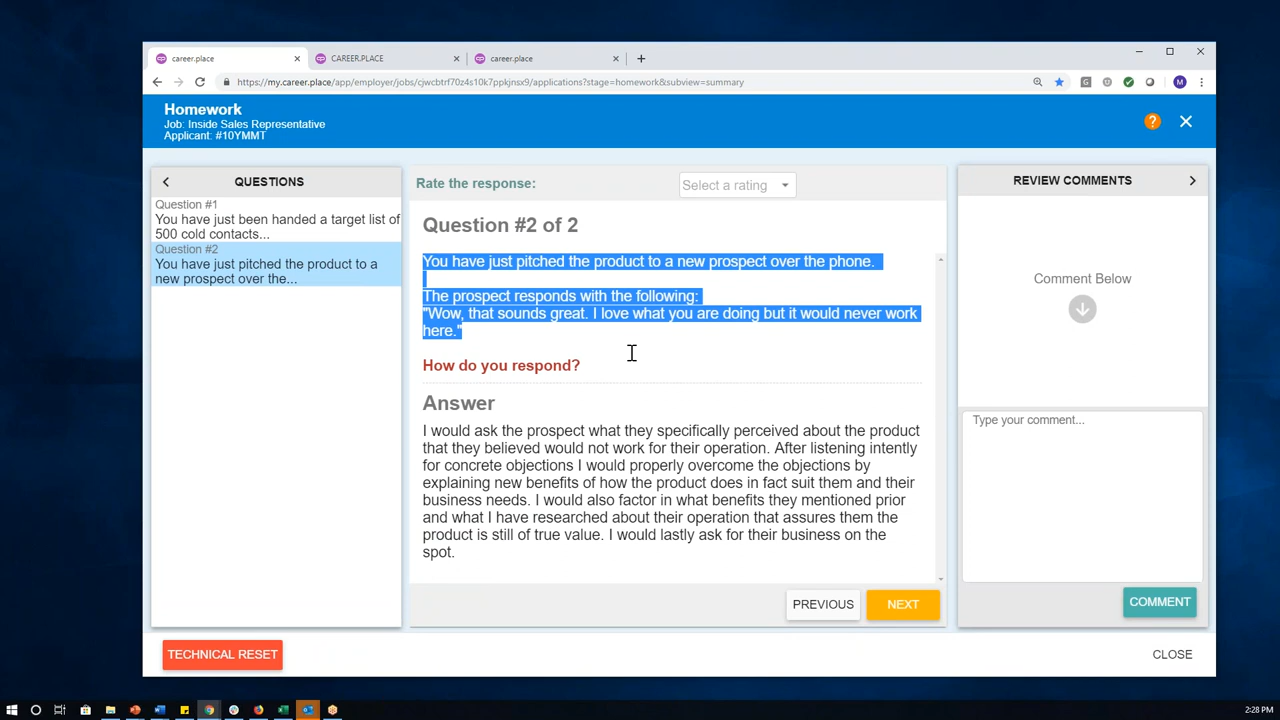 career.place
CAREER.PLACE
career.place
https://my.career.place/app/employer/jobs/cjwcbtrf70z4s10k7ppkjnsx9/applications?stage=homework&subview=summary
M
Homework
Job: Inside Sales Representative
Applicant: #10YMMT
?
QUESTIONS
Question #1
You have just been handed a target list of
500 cold contacts...
Question #2
You have just pitched the product to a
new prospect over the...
Rate the response:
Select a rating
Question #2 of 2
You have just pitched the product to a new prospect over the phone.
The prospect responds with the following:
"Wow, that sounds great. I love what you are doing but it would never work
here."
How do you respond?
Answer
I would ask the prospect what they specifically perceived about the product
that they believed would not work for their operation. After listening intently
for concrete objections I would properly overcome the objections by
explaining new benefits of how the product does in fact suit them and their
business needs. I would also factor in what benefits they mentioned prior
and what I have researched about their operation that assures them the
product is still of true value. I would lastly ask for their business on the
spot.
PREVIOUS
NEXT
REVIEW COMMENTS
Comment Below
Type your comment...
COMMENT
TECHNICAL RESET
CLOSE
2:28 PM